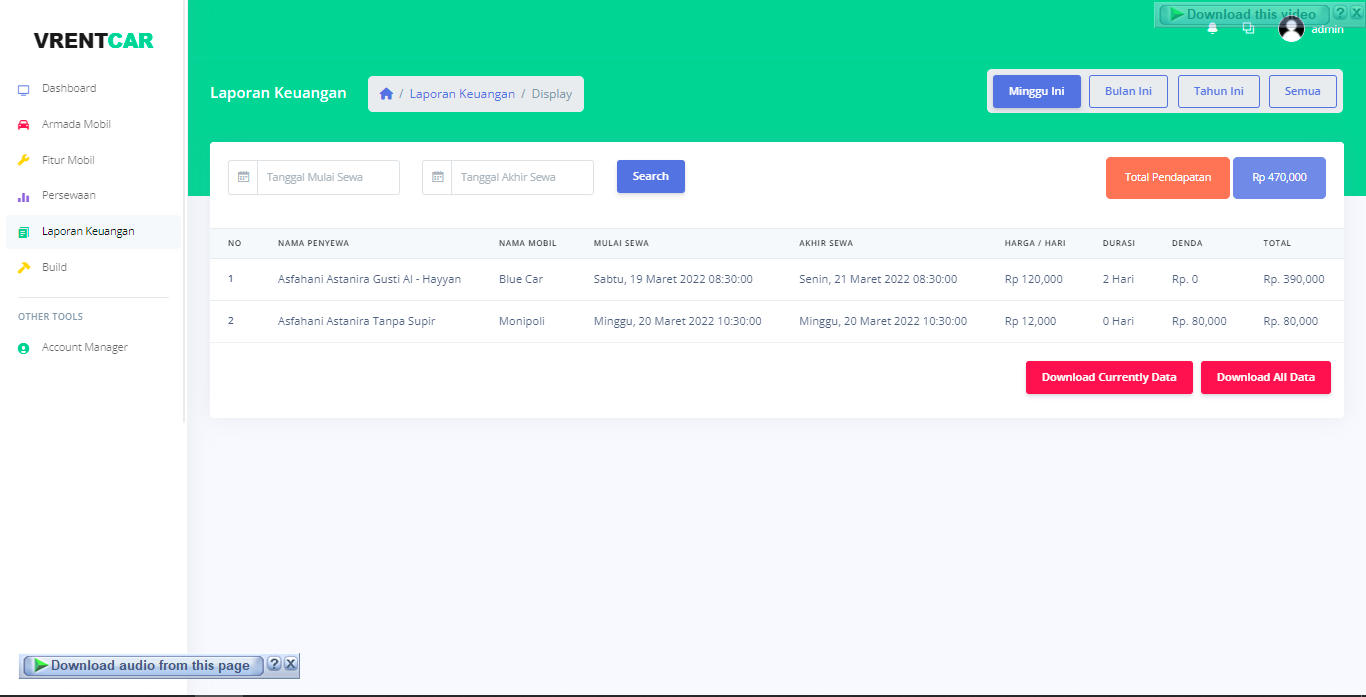 Download this video
VRENTCAR
admin
Dashboard
Armada Mobil
Fitur Mobil
Persewaan
Laporan Keuangan
Build
OTHER TOOLS
Account Manager
Laporan Keuangan
/ Laporan Keuangan / Display
Minggu Ini Bulan Ini Tahun Ini Semua
Tanggal Mulai Sewa Tanggal Akhir Sewa Search Total Pendapatan Rp 470,000
NO NAMA PENYEWA NAMA MOBIL MULAI SEWA AKHIR SEWA HARGA / HARI DURASI DENDA TOTAL
1 Asfahani Astanira Gusti Al - Hayyan Blue Car Sabtu, 19 Maret 2022 08:30:00 Senin, 21 Maret 2022 08:30:00 Rp 120,000 2 Hari Rp. 0 Rp. 390,000
2 Asfahani Astanira Tanpa Supir Monipoli Minggu, 20 Maret 2022 10:30:00 Minggu, 20 Maret 2022 10:30:00 Rp 12,000 0 Hari Rp. 80,000 Rp. 80,000
Download Currently Data Download All Data
Download audio from this page